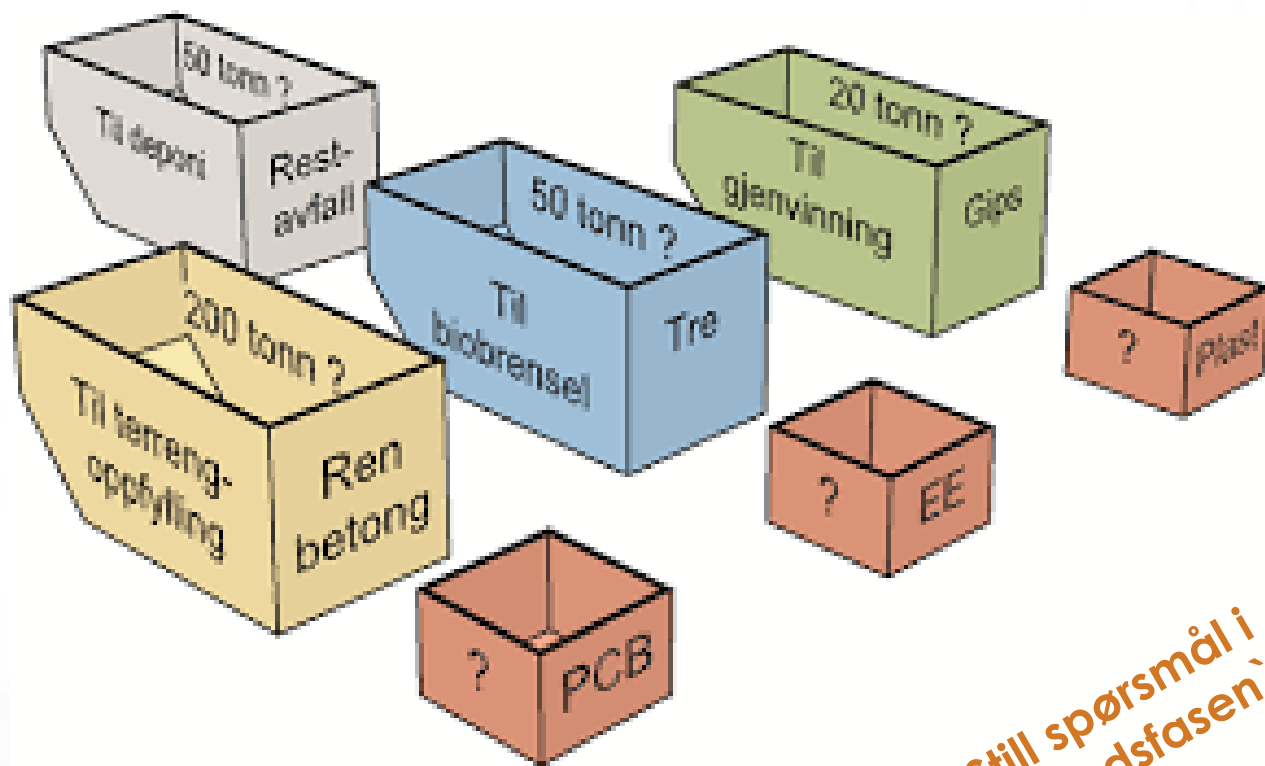 50 tonn ?
Til deponi
Rest-
avfall
20 tonn ?
Til
gjenvinning
Gips
50 tonn ?
Til
biobrensel
Tre
?
Plast
200 tonn ?
Til terreng-
oppfylling
Ren
betong
?
EE
?
PCB
Still spørsmål i
dsfasen`